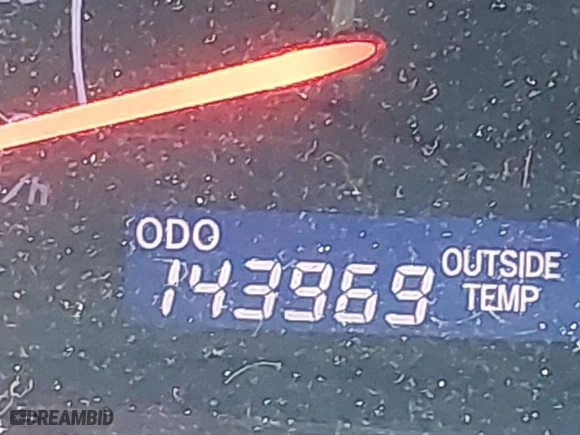 /h
ODO
143969
OUTSIDE
TEMP
DREAMBID